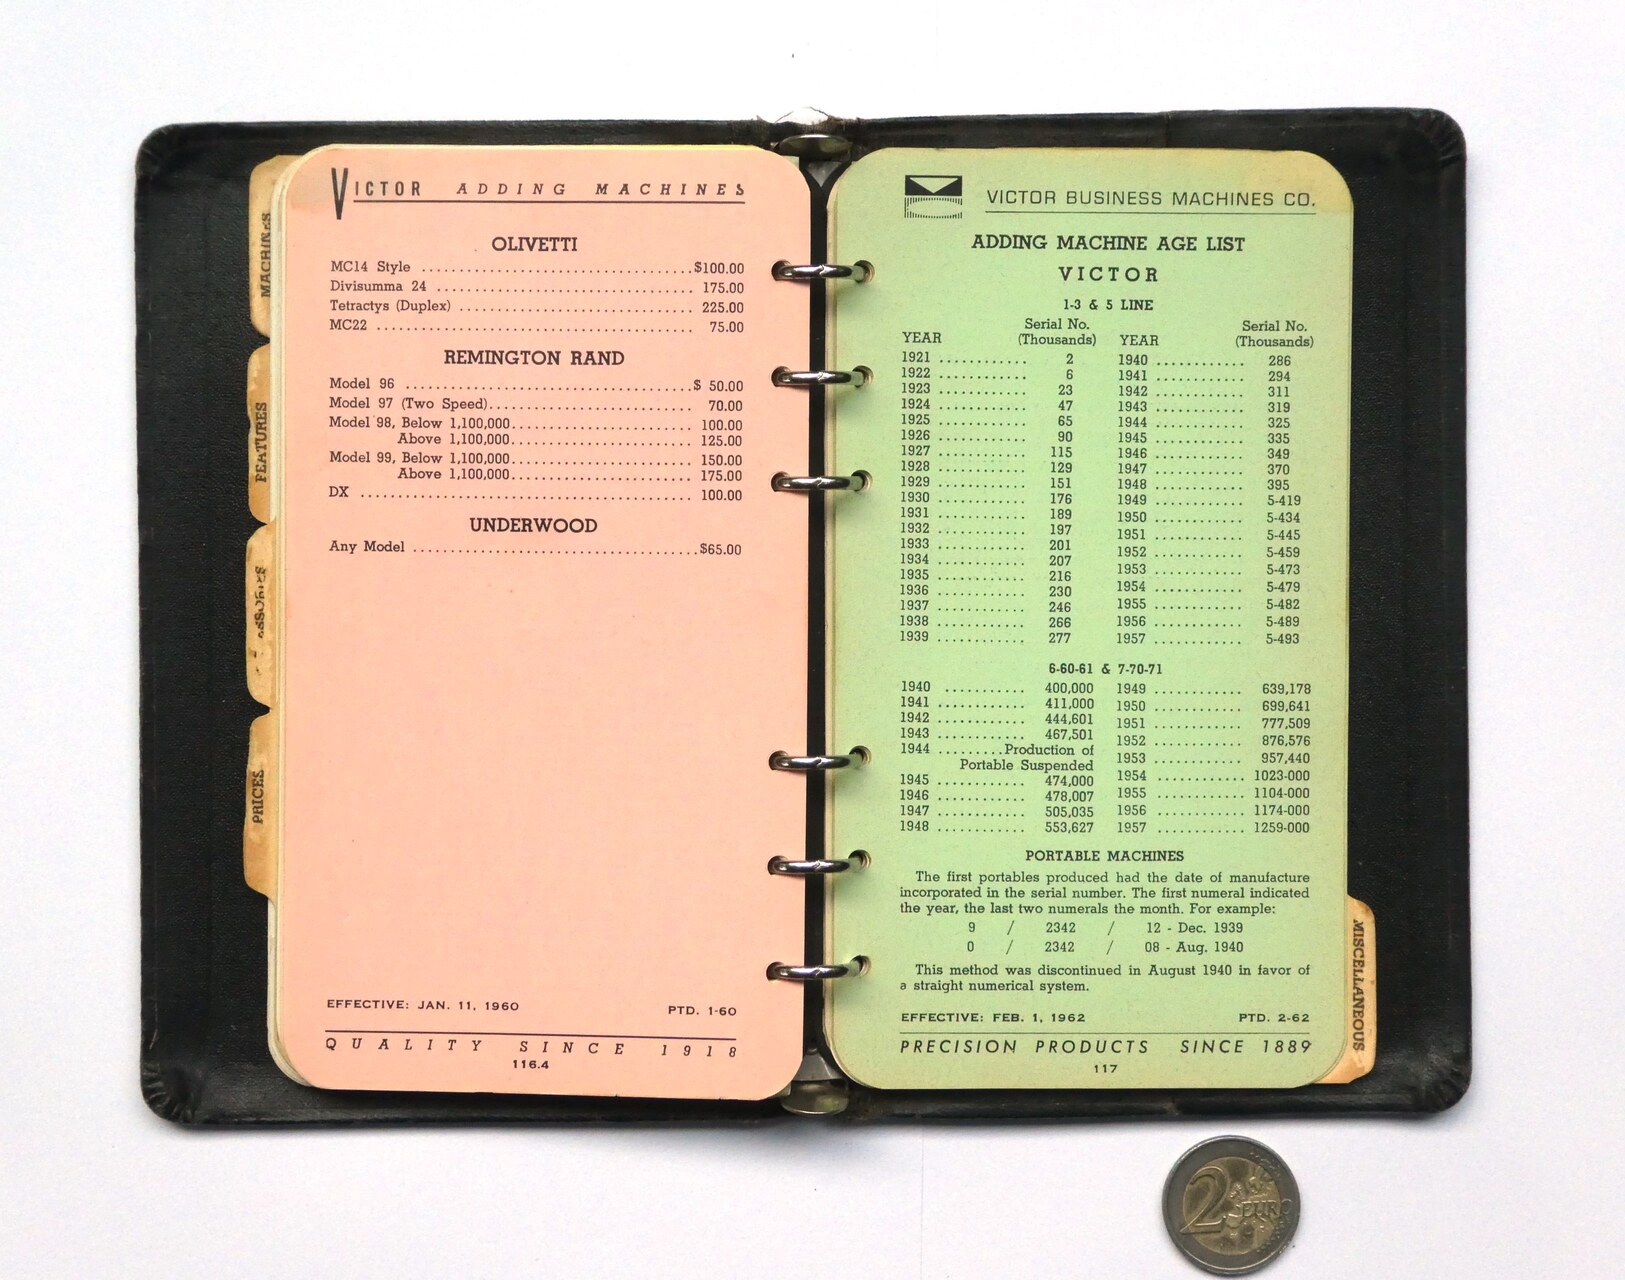 MACHINES
FEATURES
PRICES
VICTOR ADDING MACHINES
OLIVETTI
MC14 Style ........ $100.00
Divisumma 24 ........ 175.00
Tetractys (Duplex) ........ 225.00
MC22 ........ 75.00
REMINGTON RAND
Model 96 ........ $ 50.00
Model 97 (Two Speed)........ 70.00
Model 98, Below 1,100,000........ 100.00
Above 1,100,000........ 125.00
Model 99, Below 1,100,000........ 150.00
Above 1,100,000........ 175.00
DX ........ 100.00
UNDERWOOD
Any Model ........ $65.00
EFFECTIVE: JAN. 11, 1960 PTD. 1-60
QUALITY SINCE 1918
116.4
VICTOR BUSINESS MACHINES CO.
ADDING MACHINE AGE LIST
VICTOR
1-3 & 5 LINE
YEAR Serial No. (Thousands) YEAR Serial No. (Thousands)
1921 ........ 2 1940 ........ 286
1922 ........ 6 1941 ........ 294
1923 ........ 23 1942 ........ 311
1924 ........ 47 1943 ........ 319
1925 ........ 65 1944 ........ 325
1926 ........ 90 1945 ........ 335
1927 ........ 115 1946 ........ 349
1928 ........ 129 1947 ........ 370
1929 ........ 151 1948 ........ 395
1930 ........ 176 1949 ........ 5-419
1931 ........ 189 1950 ........ 5-434
1932 ........ 197 1951 ........ 5-445
1933 ........ 201 1952 ........ 5-459
1934 ........ 207 1953 ........ 5-473
1935 ........ 216 1954 ........ 5-479
1936 ........ 230 1955 ........ 5-482
1937 ........ 246 1956 ........ 5-489
1938 ........ 266 1957 ........ 5-493
1939 ........ 277
6-60-61 & 7-70-71
1940 ........ 400,000 1949 ........ 639,178
1941 ........ 411,000 1950 ........ 699,641
1942 ........ 444,601 1951 ........ 777,509
1943 ........ 467,501 1952 ........ 876,576
1944 ........ Production of 1953 ........ 957,440
Portable Suspended
1945 ........ 474,000 1954 ........ 1023-000
1946 ........ 478,007 1955 ........ 1104-000
1947 ........ 505,035 1956 ........ 1174-000
1948 ........ 553,627 1957 ........ 1259-000
PORTABLE MACHINES
The first portables produced had the date of manufacture
incorporated in the serial number. The first numeral indicated
the year, the last two numerals the month. For example:
9 / 2342 / 12 - Dec. 1939
0 / 2342 / 08 - Aug. 1940
This method was discontinued in August 1940 in favor of
a straight numerical system.
EFFECTIVE: FEB. 1, 1962 PTD. 2-62
PRECISION PRODUCTS SINCE 1889
117
MISCELLANEOUS
2 EURO